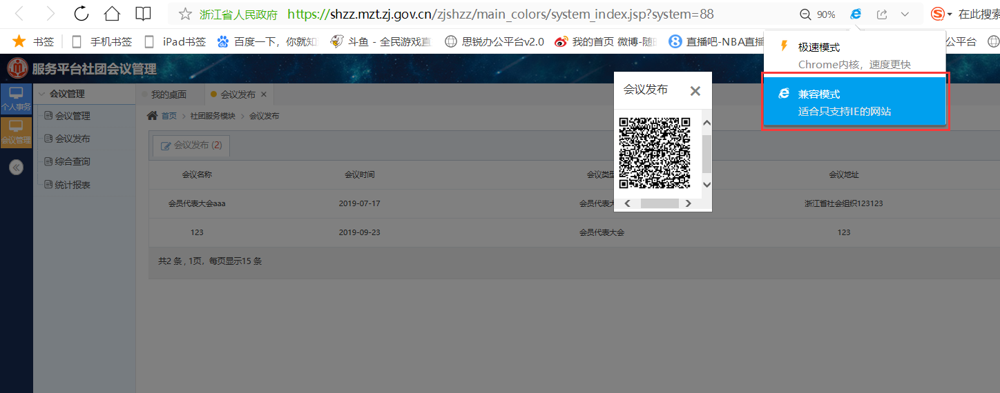 浙江省人民政府 https://shzz.mzt.zj.gov.cn/zjshzz/main_colors/system_index.jsp?system=88 90% 在此搜索
书签 手机书签 iPad书签 百度一下，你就知 斗鱼 - 全民游戏直 思锐办公平台v2.0 我的首页 微博-随 直播吧-NBA直播 公平台
极速模式
Chrome内核，速度更快
兼容模式
适合只支持IE的网站
服务平台社团会议管理
个人事务
会议管理
会议管理
会议管理
会议发布
综合查询
统计报表
我的桌面 会议发布
首页 社团服务模块 会议发布
会议发布 (2)
会议名称 会议时间 会议类型 会议地址
会员代表大会aaa 2019-07-17 会员代表大 浙江省社会组织123123
123 2019-09-23 会员代表大会 123
共2 条 , 1页，每页显示15 条
会议发布